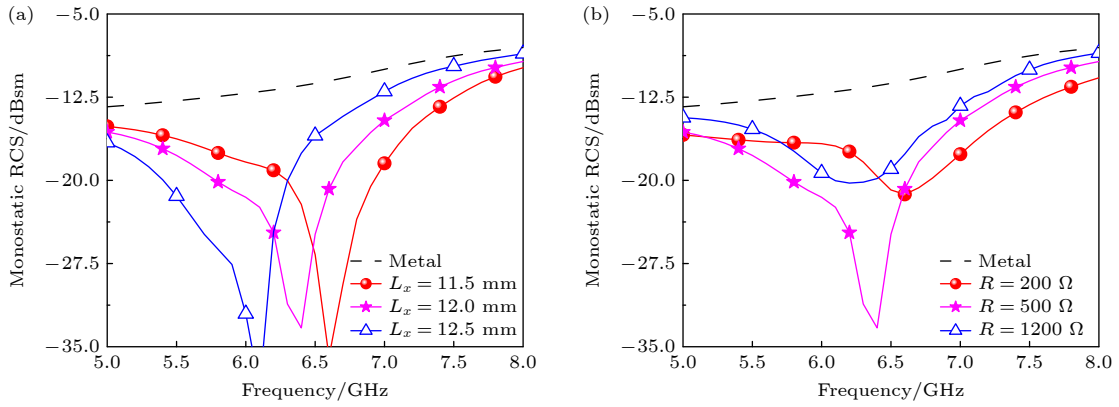 (a)
Monostatic RCS/dBsm
−5.0
−12.5
−20.0
−27.5
−35.0
Metal
Lx = 11.5 mm
Lx = 12.0 mm
Lx = 12.5 mm
5.0 5.5 6.0 6.5 7.0 7.5 8.0
Frequency/GHz
(b)
Monostatic RCS/dBsm
−5.0
−12.5
−20.0
−27.5
−35.0
Metal
R = 200 Ω
R = 500 Ω
R = 1200 Ω
5.0 5.5 6.0 6.5 7.0 7.5 8.0
Frequency/GHz